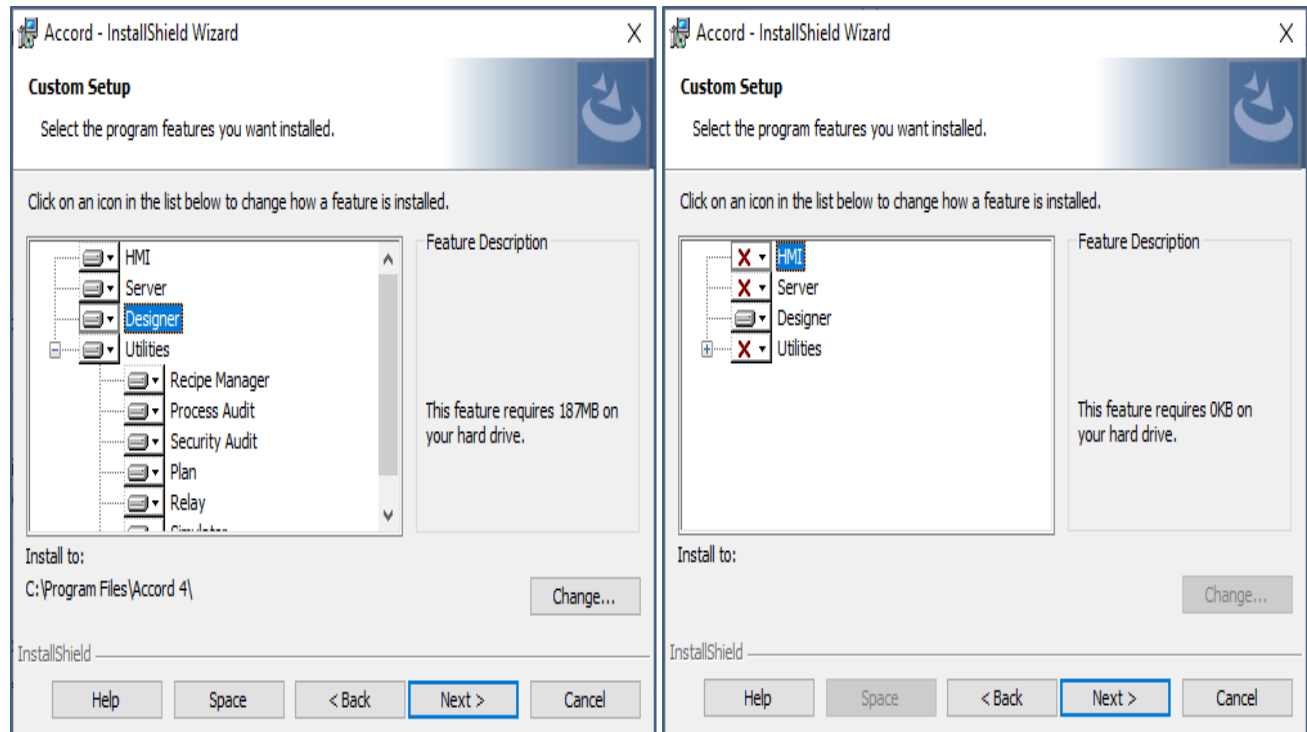 Accord - InstallShield Wizard
Custom Setup
Select the program features you want installed.
Click on an icon in the list below to change how a feature is installed.
HMI
Server
Designer
Utilities
Recipe Manager
Process Audit
Security Audit
Plan
Relay
Simulator
Feature Description
This feature requires 187MB on
your hard drive.
Install to:
C:\Program Files\Accord 4\
Change...
InstallShield
Help
Space
< Back
Next >
Cancel
Accord - InstallShield Wizard
Custom Setup
Select the program features you want installed.
Click on an icon in the list below to change how a feature is installed.
HMI
Server
Designer
Utilities
Feature Description
This feature requires 0KB on
your hard drive.
Install to:
Change...
InstallShield
Help
Space
< Back
Next >
Cancel